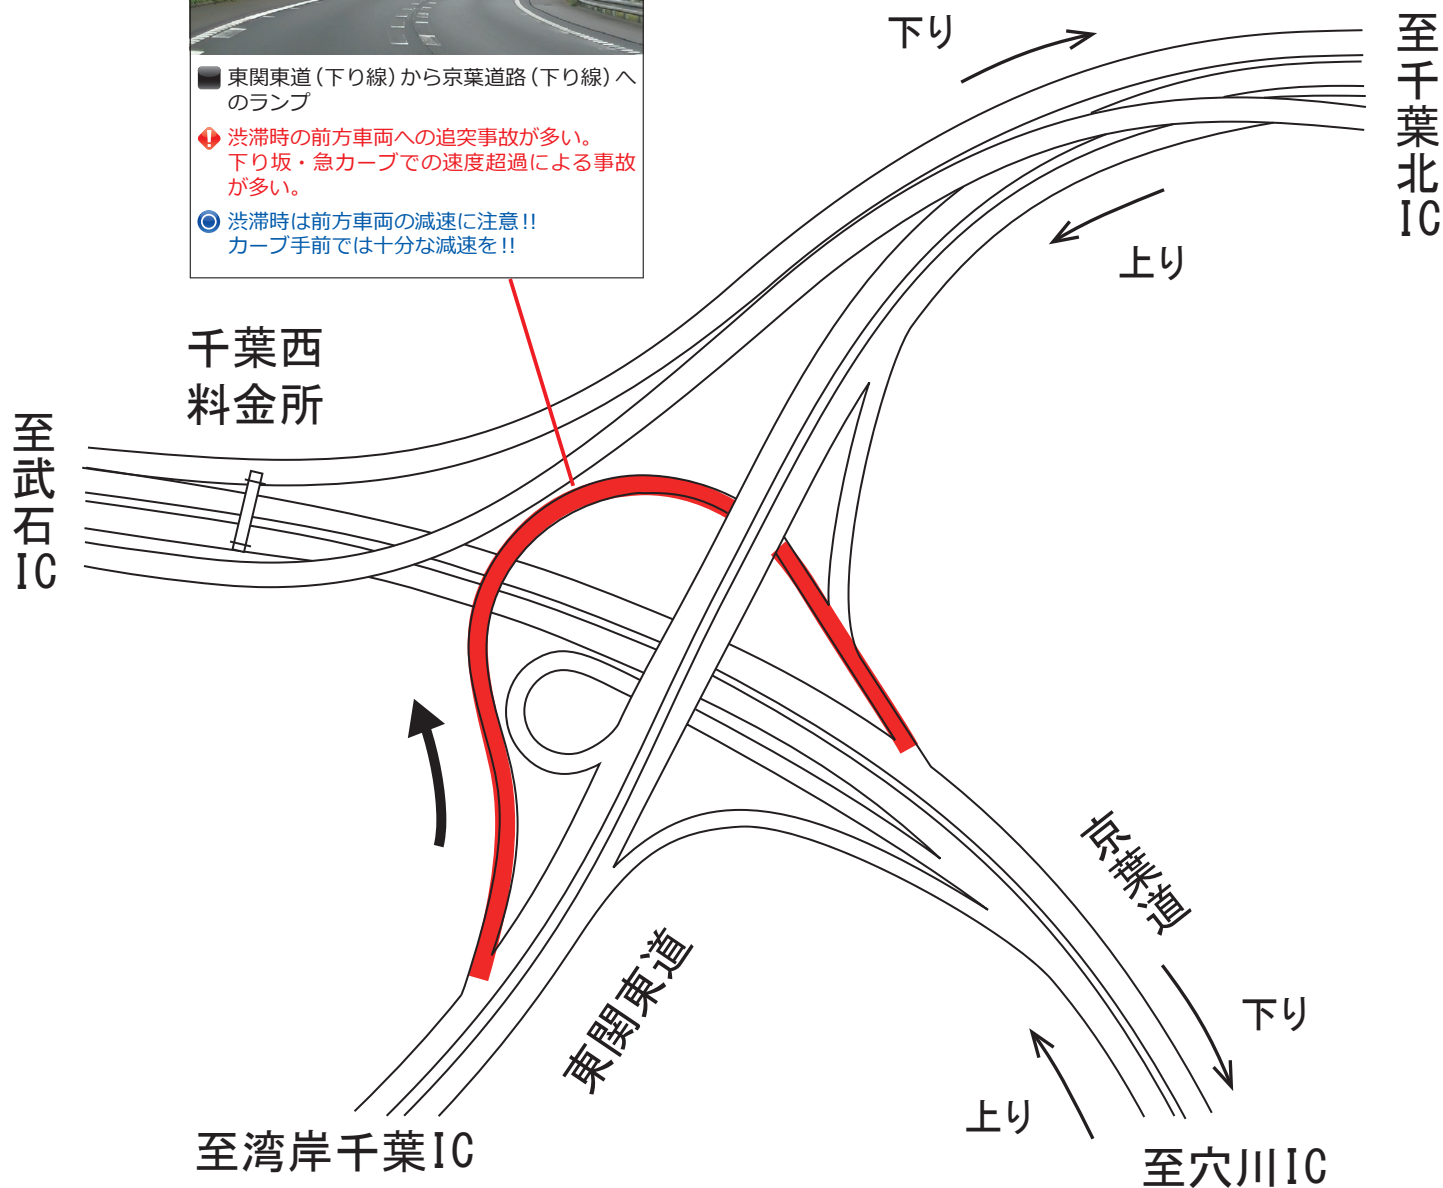 東関東道（下り線）から京葉道路（下り線）へ
のランプ
渋滞時の前方車両への追突事故が多い。
下り坂・急カーブでの速度超過による事故
が多い。
渋滞時は前方車両の減速に注意!!
カーブ手前では十分な減速を!!
下り
至千葉北IC
上り
千葉西
料金所
至武石IC
京葉道
東関東道
下り
上り
至湾岸千葉IC
至穴川IC